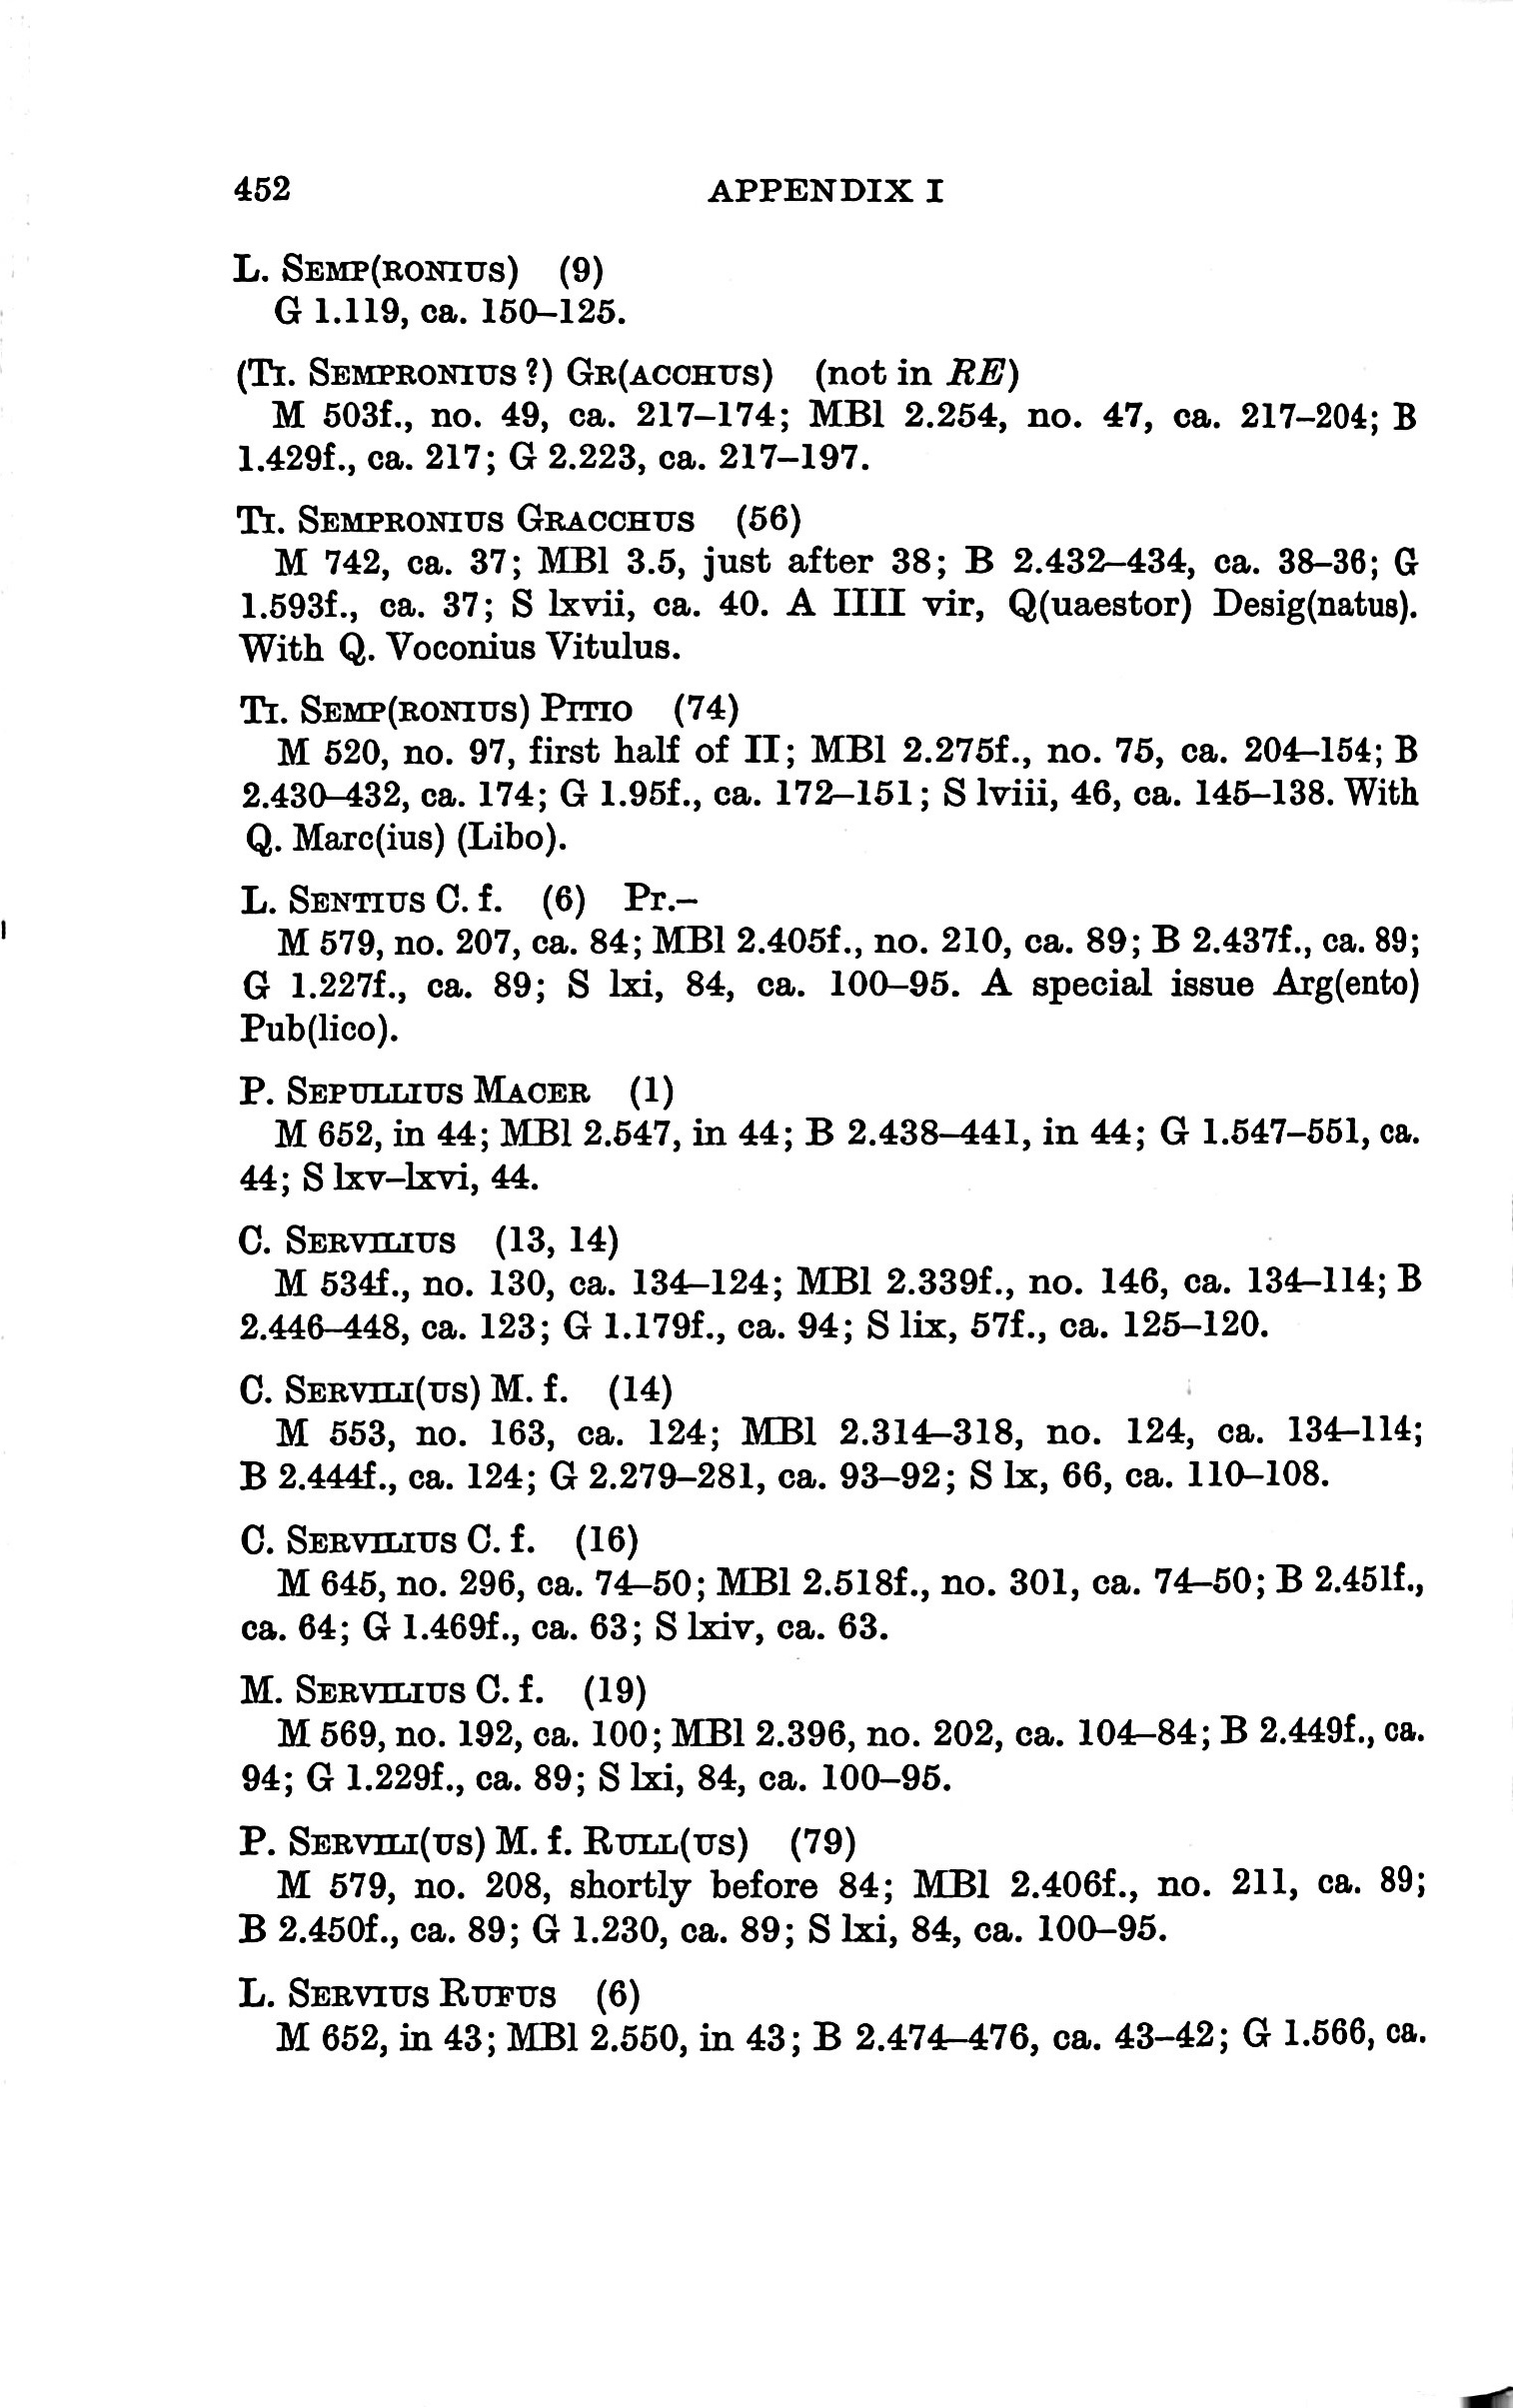 452 APPENDIX I
L. SEMP(RONIUS) (9)
G 1.119, ca. 150–125.
(TI. SEMPRONIUS ?) GR(ACCHUS) (not in RE)
M 503f., no. 49, ca. 217–174; MBl 2.254, no. 47, ca. 217–204; B
1.429f., ca. 217; G 2.223, ca. 217–197.
TI. SEMPRONIUS GRACCHUS (56)
M 742, ca. 37; MBl 3.5, just after 38; B 2.432–434, ca. 38–36; G
1.593f., ca. 37; S lxvii, ca. 40. A IIII vir, Q(uaestor) Desig(natus).
With Q. Voconius Vitulus.
TI. SEMP(RONIUS) PITIO (74)
M 520, no. 97, first half of II; MBl 2.275f., no. 75, ca. 204–154; B
2.430–432, ca. 174; G 1.95f., ca. 172–151; S lviii, 46, ca. 145–138. With
Q. Marc(ius) (Libo).
L. SENTIUS C. f. (6) Pr.–
M 579, no. 207, ca. 84; MBl 2.405f., no. 210, ca. 89; B 2.437f., ca. 89;
G 1.227f., ca. 89; S lxi, 84, ca. 100–95. A special issue Arg(ento)
Pub(lico).
P. SEPULLIUS MACER (1)
M 652, in 44; MBl 2.547, in 44; B 2.438–441, in 44; G 1.547–551, ca.
44; S lxv–lxvi, 44.
C. SERVILIUS (13, 14)
M 534f., no. 130, ca. 134–124; MBl 2.339f., no. 146, ca. 134–114; B
2.446–448, ca. 123; G 1.179f., ca. 94; S lix, 57f., ca. 125–120.
C. SERVILI(US) M. f. (14)
M 553, no. 163, ca. 124; MBl 2.314–318, no. 124, ca. 134–114;
B 2.444f., ca. 124; G 2.279–281, ca. 93–92; S lx, 66, ca. 110–108.
C. SERVILIUS C. f. (16)
M 645, no. 296, ca. 74–50; MBl 2.518f., no. 301, ca. 74–50; B 2.451f.,
ca. 64; G 1.469f., ca. 63; S lxiv, ca. 63.
M. SERVILIUS C. f. (19)
M 569, no. 192, ca. 100; MBl 2.396, no. 202, ca. 104–84; B 2.449f., ca.
94; G 1.229f., ca. 89; S lxi, 84, ca. 100–95.
P. SERVILI(US) M. f. RULL(US) (79)
M 579, no. 208, shortly before 84; MBl 2.406f., no. 211, ca. 89;
B 2.450f., ca. 89; G 1.230, ca. 89; S lxi, 84, ca. 100–95.
L. SERVIUS RUFUS (6)
M 652, in 43; MBl 2.550, in 43; B 2.474–476, ca. 43–42; G 1.566, ca.